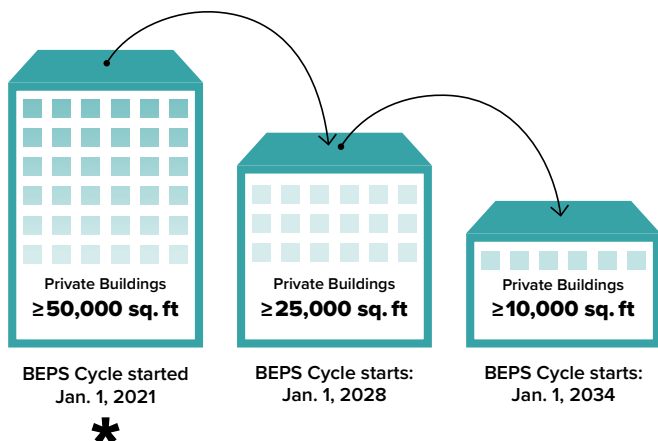 Private Buildings
≥50,000 sq. ft
BEPS Cycle started
Jan. 1, 2021
*
Private Buildings
≥25,000 sq. ft
BEPS Cycle starts:
Jan. 1, 2028
Private Buildings
≥10,000 sq. ft
BEPS Cycle starts:
Jan. 1, 2034